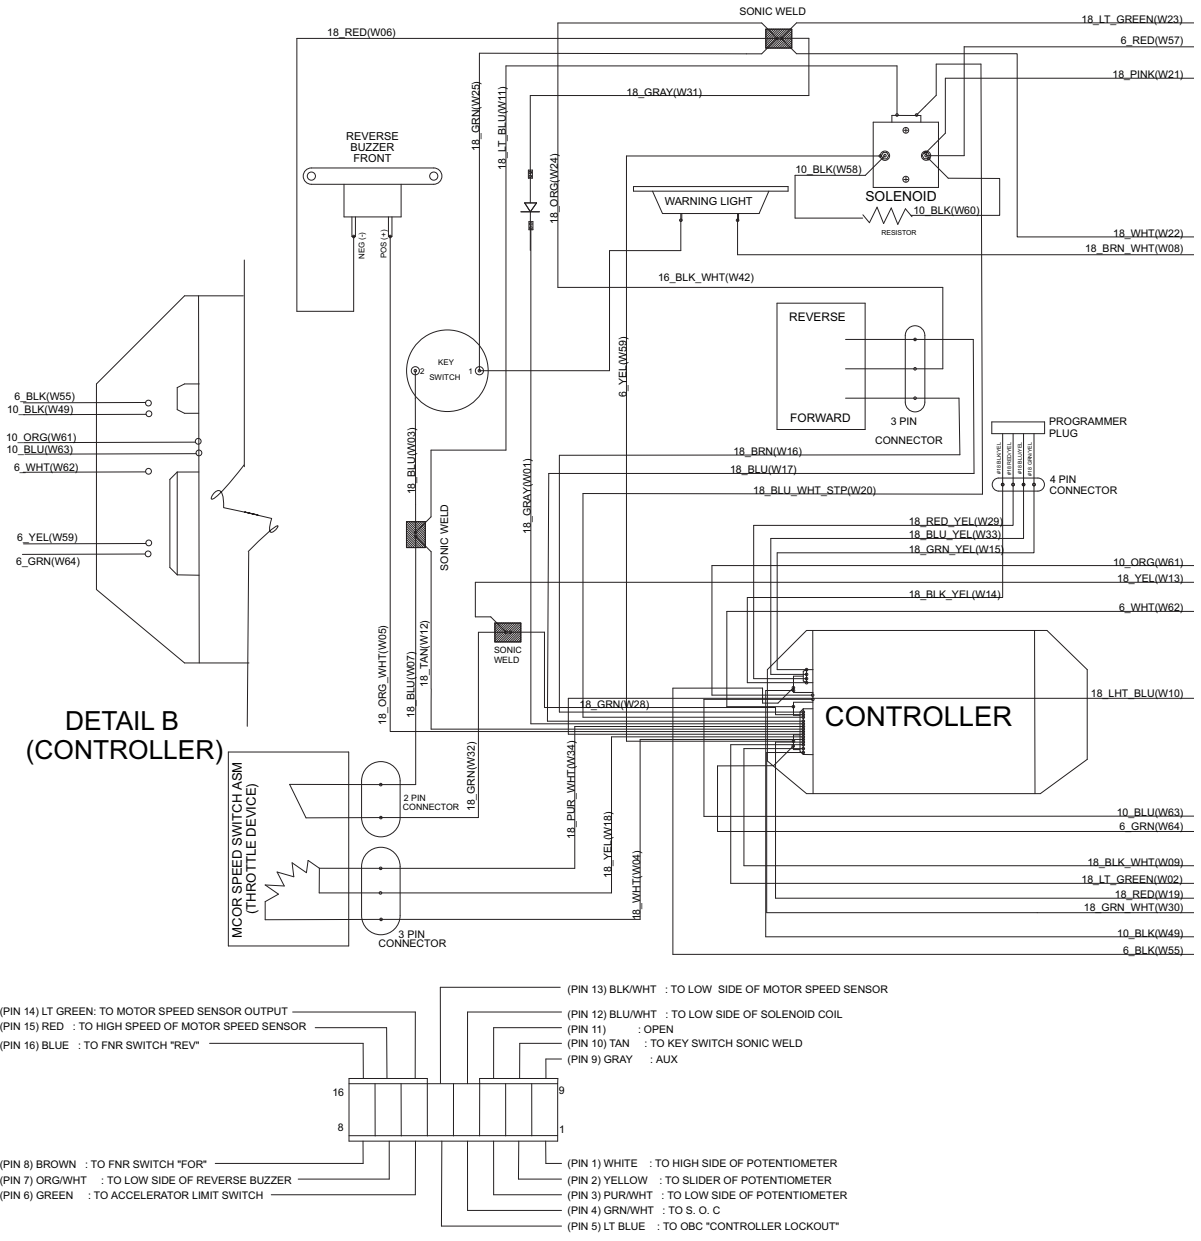 SONIC WELD
18_LT_GREEN(W23)
18_RED(W06)
6_RED(W57)
18_PINK(W21)
18_GRAY(W31)
18_GRN(W25)
18_LT_BLU(W11)
REVERSE
BUZZER
FRONT
18_ORG(W24)
10_BLK(W58)
SOLENOID
WARNING LIGHT
10_BLK(W60)
RESISTOR
NEG (-)
POS (+)
18_WHT(W22)
18_BRN_WHT(W08)
16_BLK_WHT(W42)
REVERSE
FORWARD
3 PIN
CONNECTOR
KEY
SWITCH
2
1
6_YEL(W59)
6_BLK(W55)
10_BLK(W49)
10_ORG(W61)
10_BLU(W63)
6_WHT(W62)
6_YEL(W59)
6_GRN(W64)
PROGRAMMER
PLUG
#18 BLK/YEL
#18 RED/YEL
#18 BLU/YEL
#18 GRN/YEL
4 PIN
CONNECTOR
18_BLU(W03)
18_BRN(W16)
18_BLU(W17)
18_BLU_WHT_STP(W20)
18_GRAY(W01)
SONIC WELD
18_RED_YEL(W29)
18_BLU_YEL(W33)
18_GRN_YEL(W15)
10_ORG(W61)
18_YEL(W13)
18_BLK_YEL(W14)
6_WHT(W62)
SONIC
WELD
18_ORG_WHT(W05)
18_BLU(W07)
18_TAN(W12)
18_GRN(W28)
18_LHT_BLU(W10)
CONTROLLER
DETAIL B
(CONTROLLER)
MCOR SPEED SWITCH ASM
(THROTTLE DEVICE)
2 PIN
CONNECTOR
18_GRN(W32)
18_PUR_WHT(W34)
18_YEL(W18)
18_WHT(W04)
3 PIN
CONNECTOR
10_BLU(W63)
6_GRN(W64)
18_BLK_WHT(W09)
18_LT_GREEN(W02)
18_RED(W19)
18_GRN_WHT(W30)
10_BLK(W49)
6_BLK(W55)
(PIN 14) LT GREEN: TO MOTOR SPEED SENSOR OUTPUT
(PIN 15) RED : TO HIGH SPEED OF MOTOR SPEED SENSOR
(PIN 16) BLUE : TO FNR SWITCH "REV"
(PIN 13) BLK/WHT : TO LOW SIDE OF MOTOR SPEED SENSOR
(PIN 12) BLU/WHT : TO LOW SIDE OF SOLENOID COIL
(PIN 11) : OPEN
(PIN 10) TAN : TO KEY SWITCH SONIC WELD
(PIN 9) GRAY : AUX
16
9
8
1
(PIN 8) BROWN : TO FNR SWITCH "FOR"
(PIN 7) ORG/WHT : TO LOW SIDE OF REVERSE BUZZER
(PIN 6) GREEN : TO ACCELERATOR LIMIT SWITCH
(PIN 1) WHITE : TO HIGH SIDE OF POTENTIOMETER
(PIN 2) YELLOW : TO SLIDER OF POTENTIOMETER
(PIN 3) PUR/WHT : TO LOW SIDE OF POTENTIOMETER
(PIN 4) GRN/WHT : TO S. O. C
(PIN 5) LT BLUE : TO OBC "CONTROLLER LOCKOUT"